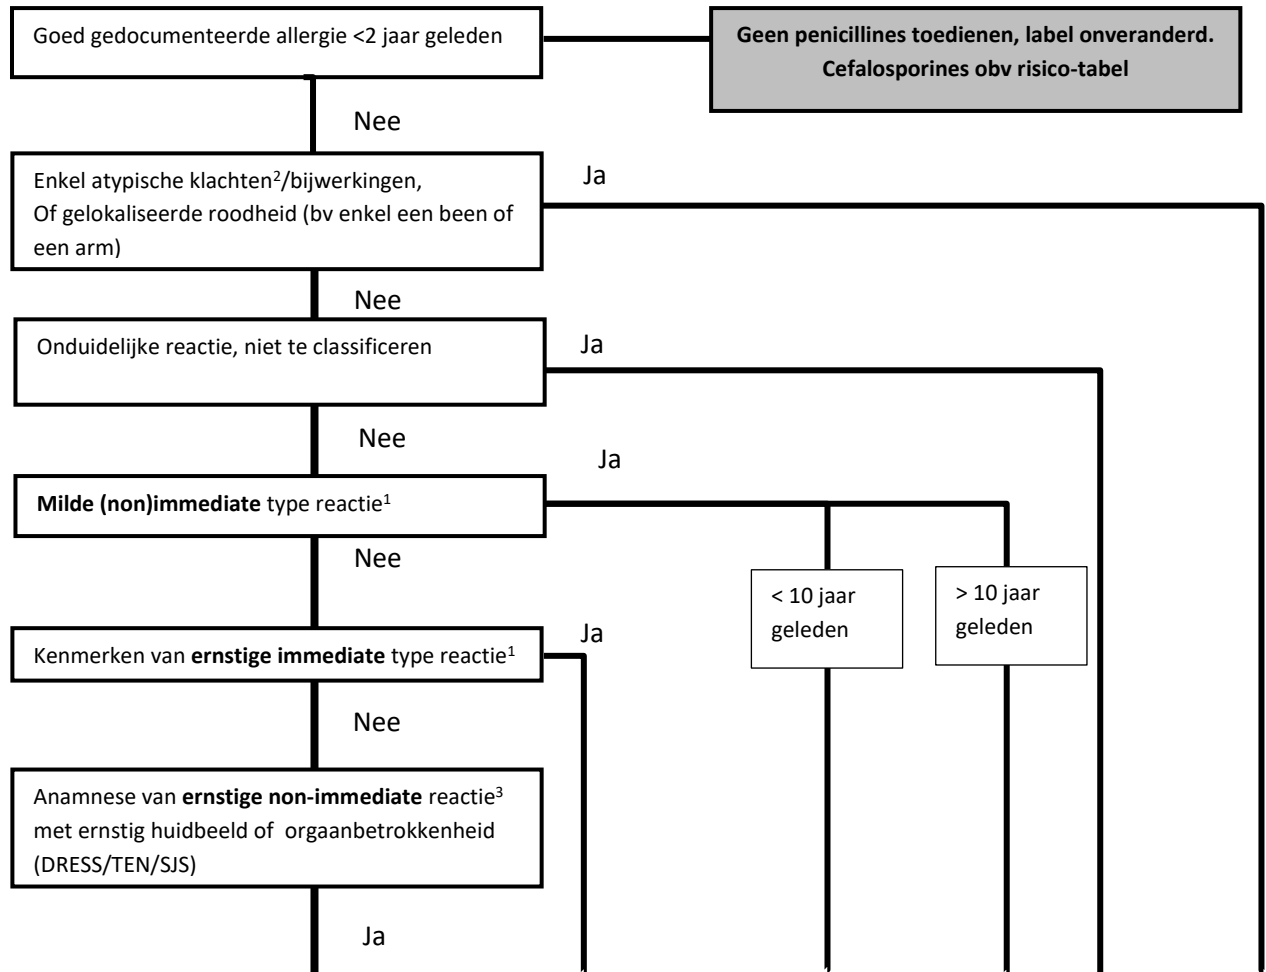 Goed gedocumenteerde allergie <2 jaar geleden
Geen penicillines toedienen, label onveranderd.
Cefalosporines obv risico-tabel
Nee
Enkel atypische klachten²/bijwerkingen,
Of gelokaliseerde roodheid (bv enkel een been of
een arm)
Ja
Nee
Onduidelijke reactie, niet te classificeren
Ja
Nee
Milde (non)immediate type reactie¹
Ja
Nee
< 10 jaar
geleden
> 10 jaar
geleden
Kenmerken van ernstige immediate type reactie¹
Ja
Nee
Anamnese van ernstige non-immediate reactie³
met ernstig huidbeeld of  orgaanbetrokkenheid
(DRESS/TEN/SJS)
Ja